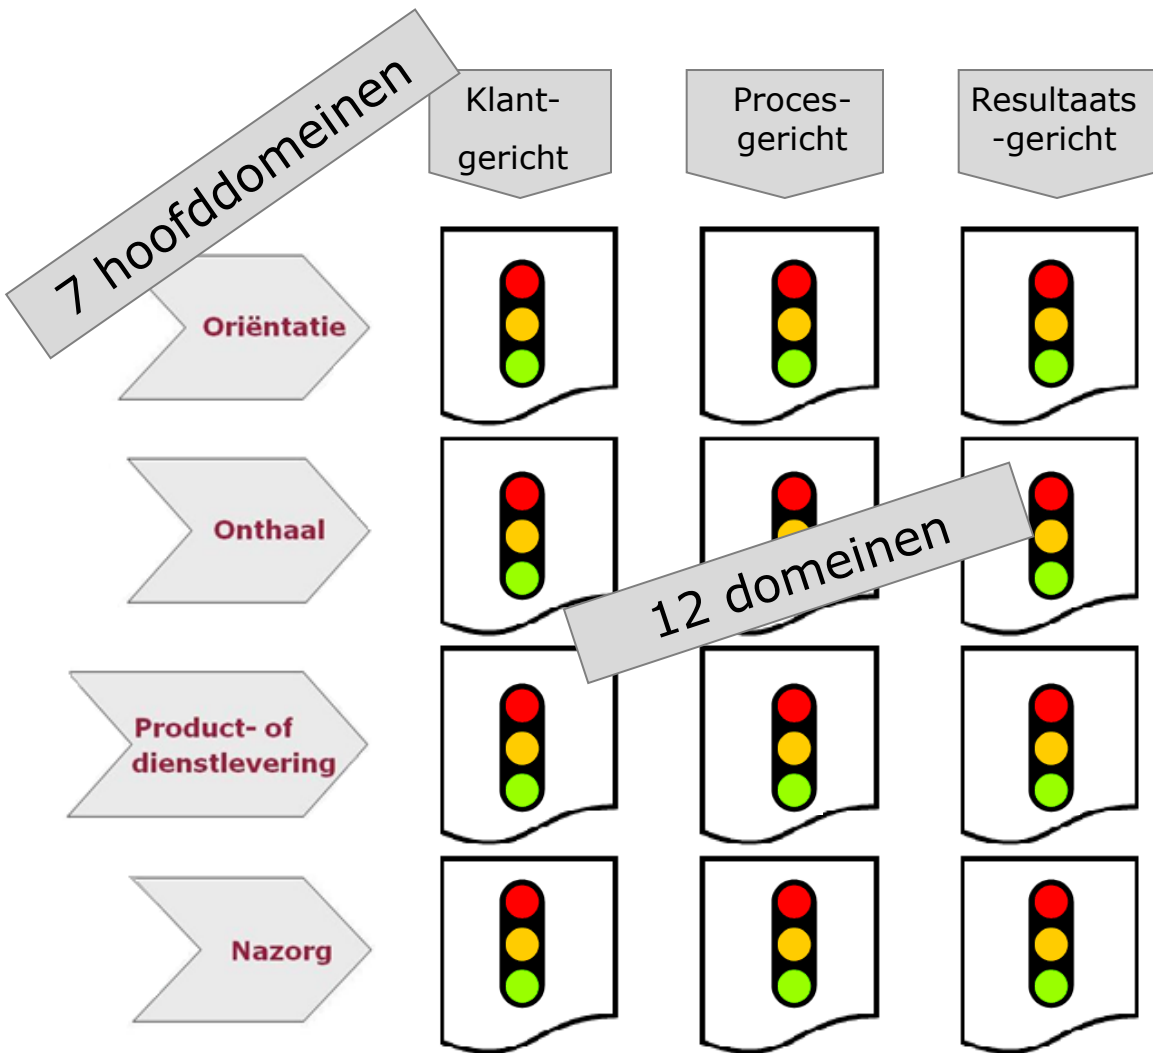 7 hoofddomeinen
Klant-
gericht
Proces-
gericht
Resultaats
-gericht
Oriëntatie
Onthaal
12 domeinen
Product- of
dienstlevering
Nazorg